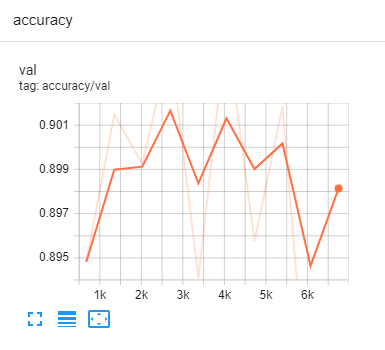 accuracy
val
tag: accuracy/val
0.901
0.899
0.897
0.895
1k 2k 3k 4k 5k 6k